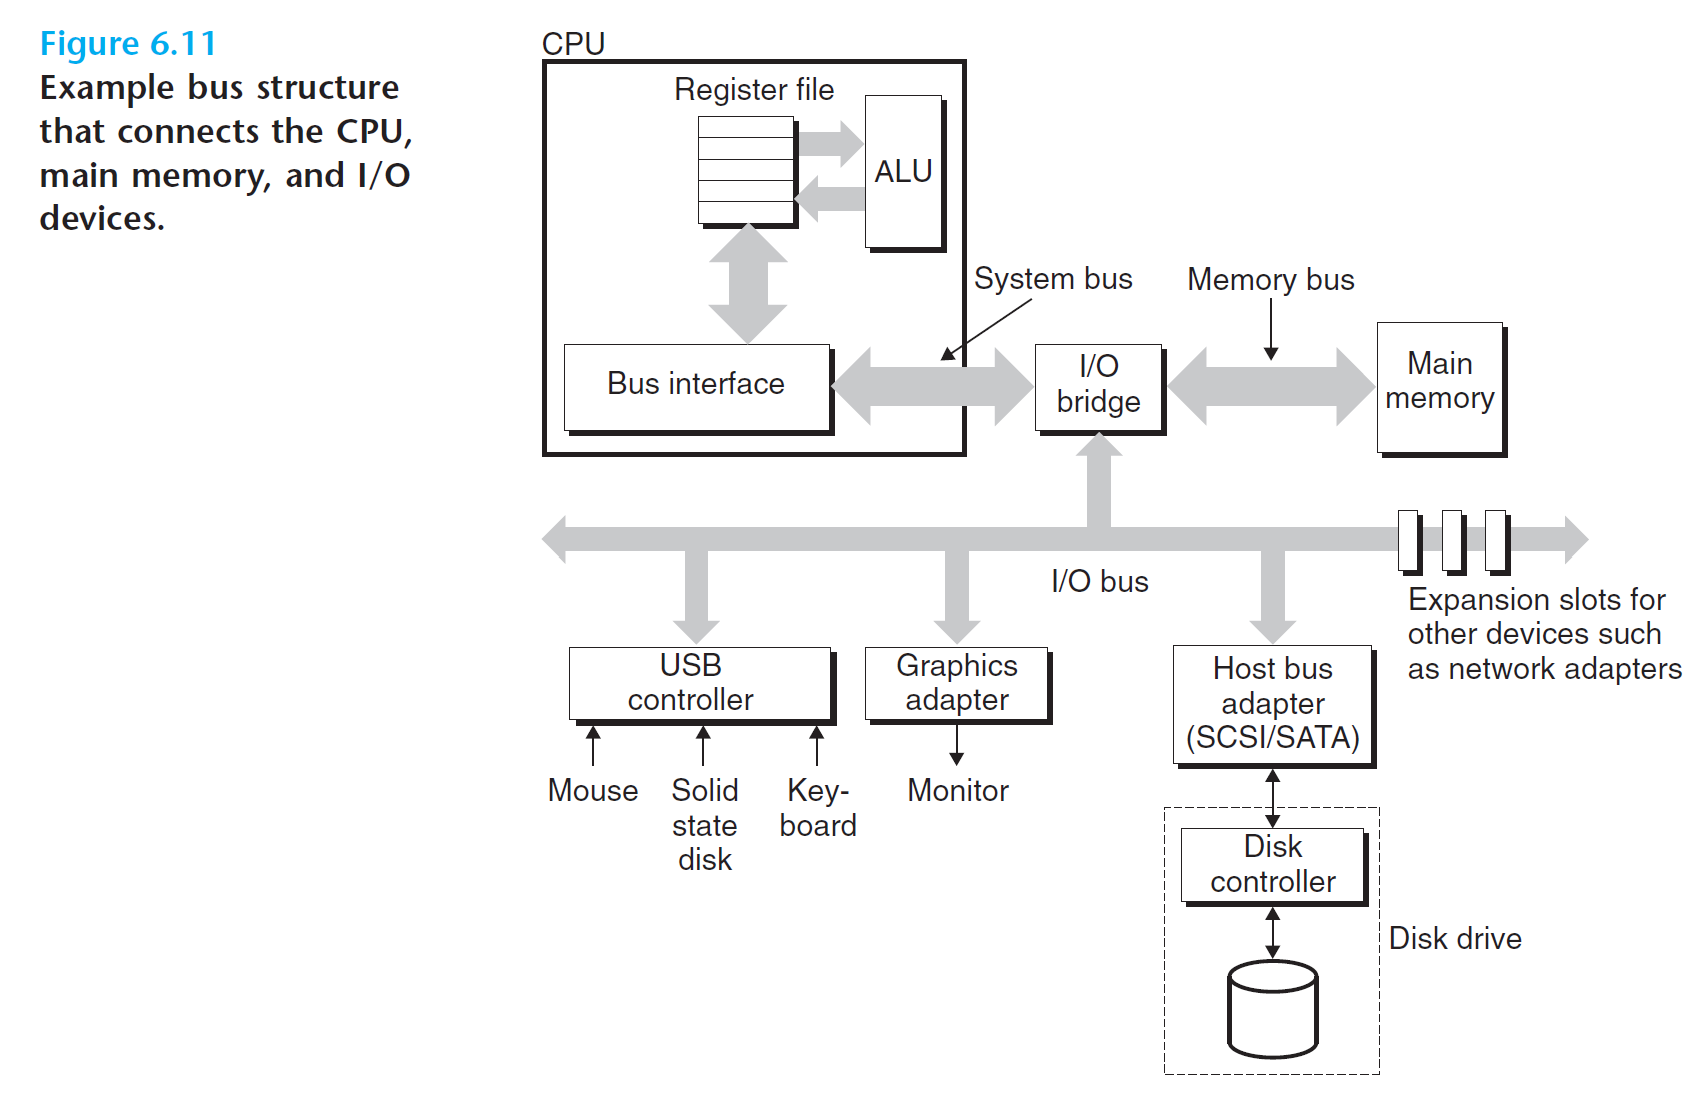 Figure 6.11
Example bus structure
that connects the CPU,
main memory, and I/O
devices.
CPU
Register file
ALU
System bus
Memory bus
Bus interface
I/O
bridge
Main
memory
I/O bus
Expansion slots for
other devices such
as network adapters
USB
controller
Graphics
adapter
Host bus
adapter
(SCSI/SATA)
Mouse
Solid
state
disk
Key-
board
Monitor
Disk
controller
Disk drive